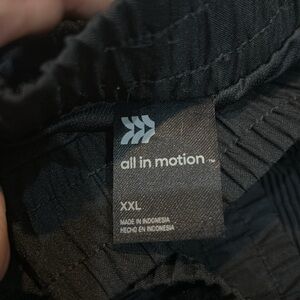 all in motion ™
XXL
MADE IN INDONESIA
HECHO EN INDONESIA